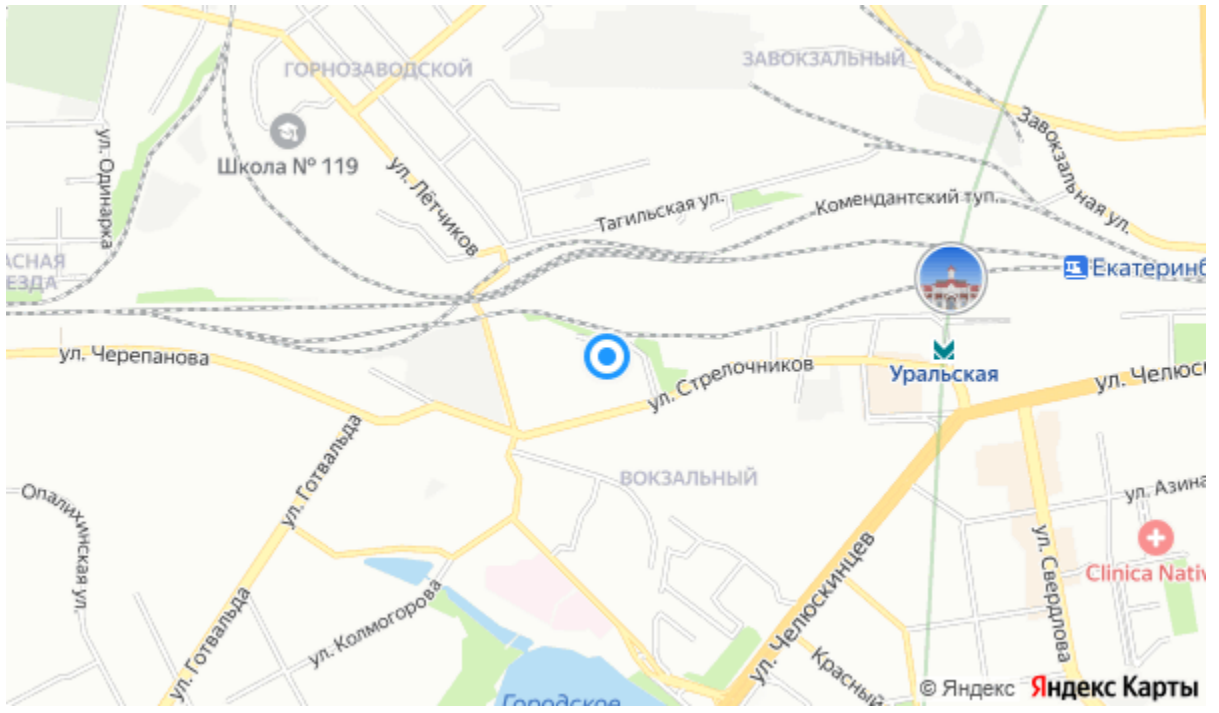 ГОРНОЗАВОДСКОЙ
ЗАВОКЗАЛЬНЫЙ
Завокзальная ул.
ул. Одинарка
Школа № 119
ул. Лётчиков
Тагильская ул.
Комендантский туп.
АСНАЯ
ЕЗДА
Екатеринб
ул. Черепанова
ул. Стрелочников
Уральская
ул. Челюс
ул. Готвальда
ВОКЗАЛЬНЫЙ
Опалихинская ул.
ул. Азина
ул. Челюскинцев
ул. Свердлова
Clinica Nativ
ул. Готвальда
ул. Колмогорова
Красный
Городское
© Яндекс Яндекс Карты